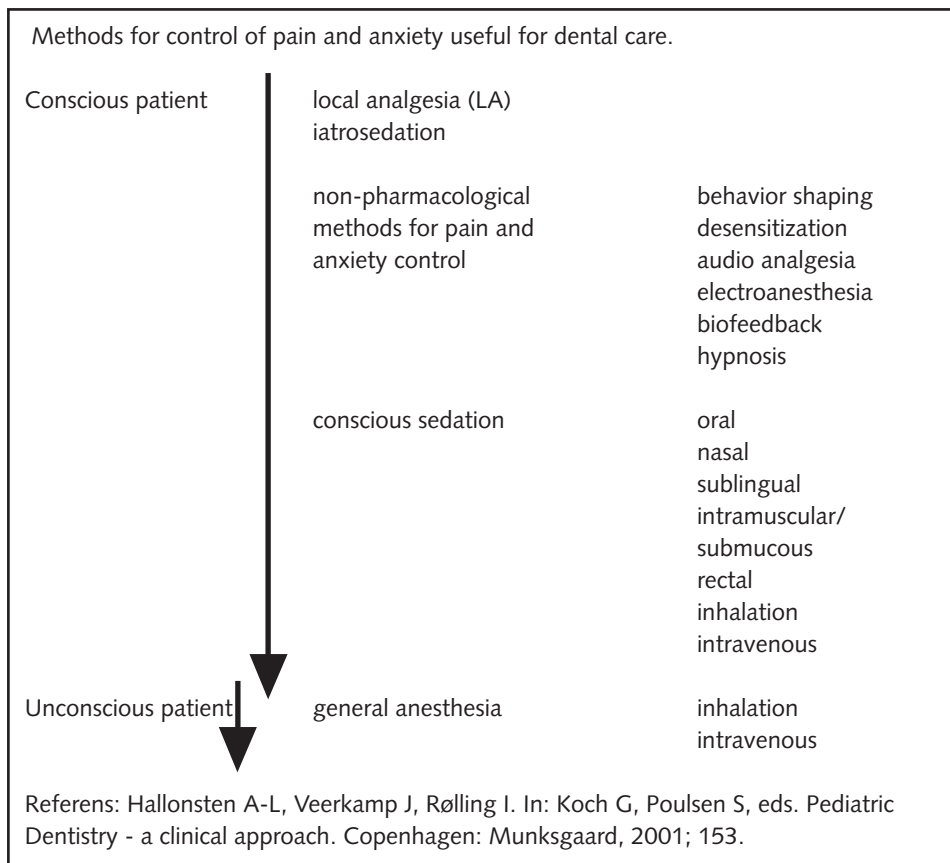 Methods for control of pain and anxiety useful for dental care.
Conscious patient local analgesia (LA)
iatrosedation
non-pharmacological behavior shaping
methods for pain and desensitization
anxiety control audio analgesia
electroanesthesia
biofeedback
hypnosis
conscious sedation oral
nasal
sublingual
intramuscular/
submucous
rectal
inhalation
intravenous
Unconscious patient general anesthesia inhalation
intravenous
Referens: Hallonsten A-L, Veerkamp J, Rølling I. In: Koch G, Poulsen S, eds. Pediatric
Dentistry - a clinical approach. Copenhagen: Munksgaard, 2001; 153.